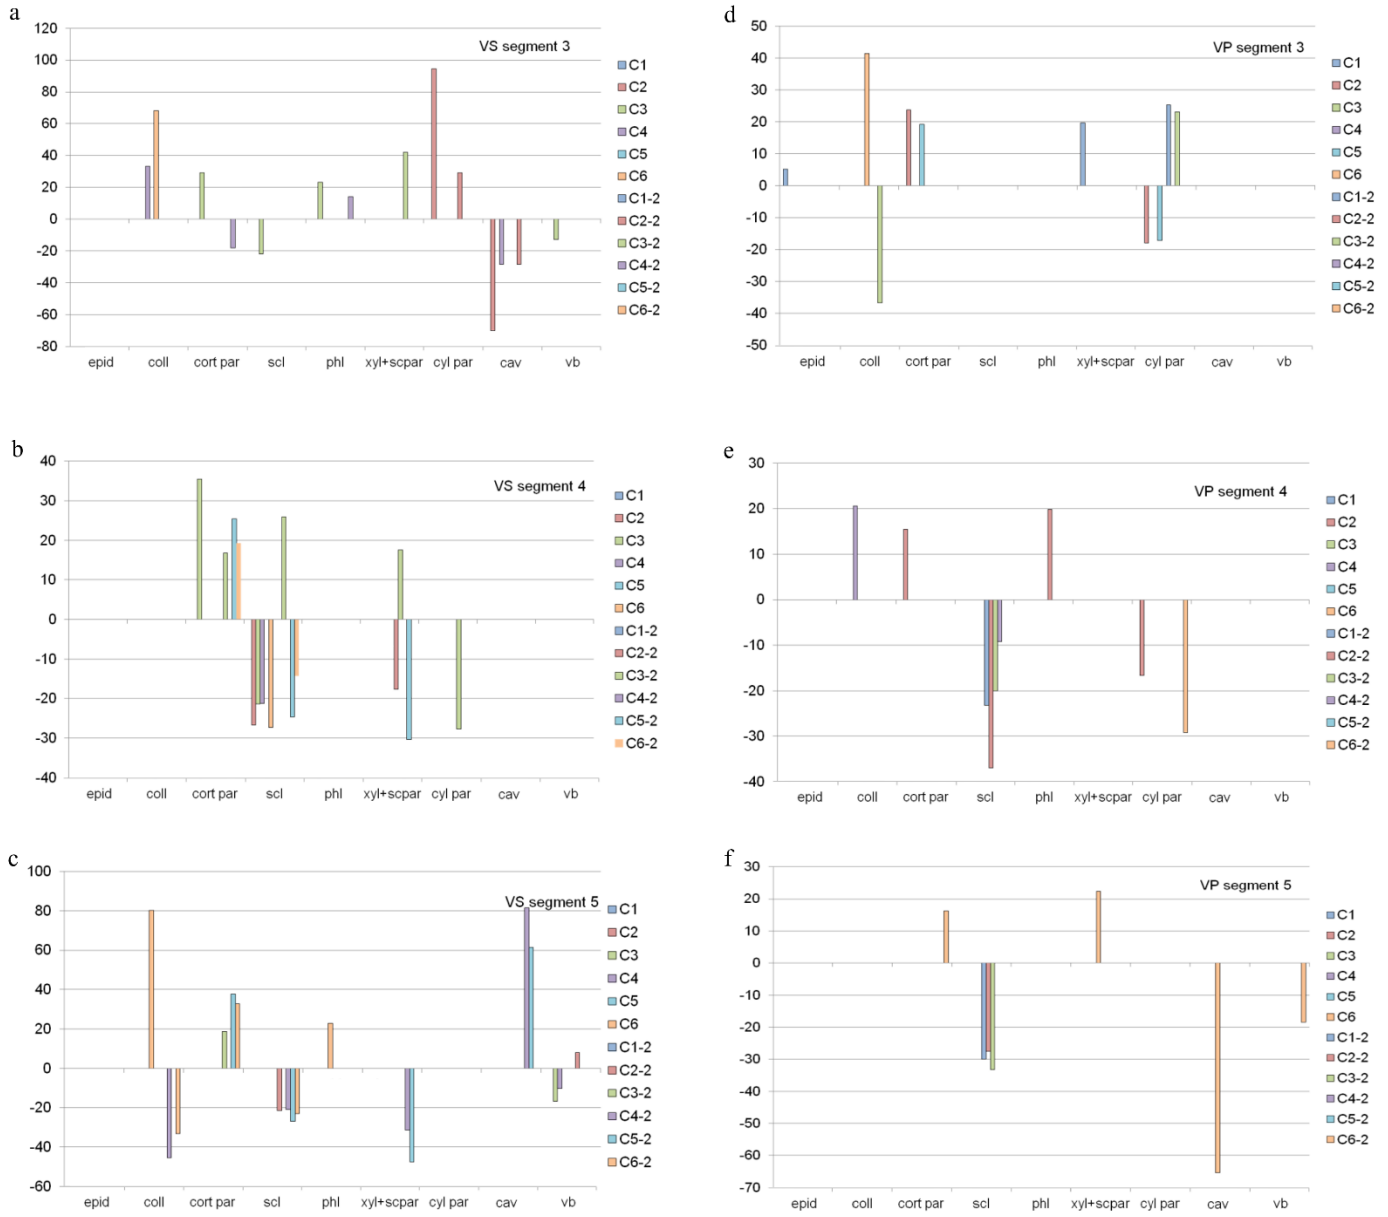 a
120
100
80
60
40
20
0
-20
-40
-60
-80
VS segment 3
epid coll cort par scl phl xyl+scpar cyl par cav vb
C1
C2
C3
C4
C5
C6
C1-2
C2-2
C3-2
C4-2
C5-2
C6-2
d
50
40
30
20
10
0
-10
-20
-30
-40
-50
VP segment 3
epid coll cort par scl phl xyl+scpar cyl par cav vb
C1
C2
C3
C4
C5
C6
C1-2
C2-2
C3-2
C4-2
C5-2
C6-2
b
40
30
20
10
0
-10
-20
-30
-40
VS segment 4
epid coll cort par scl phl xyl+scpar cyl par cav vb
C1
C2
C3
C4
C5
C6
C1-2
C2-2
C3-2
C4-2
C5-2
C6-2
e
30
20
10
0
-10
-20
-30
-40
VP segment 4
epid coll cort par scl phl xyl+scpar cyl par cav vb
C1
C2
C3
C4
C5
C6
C1-2
C2-2
C3-2
C4-2
C5-2
C6-2
c
100
80
60
40
20
0
-20
-40
-60
VS segment 5
epid coll cort par scl phl xyl+scpar cyl par cav vb
C1
C2
C3
C4
C5
C6
C1-2
C2-2
C3-2
C4-2
C5-2
C6-2
f
30
20
10
0
-10
-20
-30
-40
-50
-60
-70
VP segment 5
epid coll cort par scl phl xyl+scpar cyl par cav vb
C1
C2
C3
C4
C5
C6
C1-2
C2-2
C3-2
C4-2
C5-2
C6-2